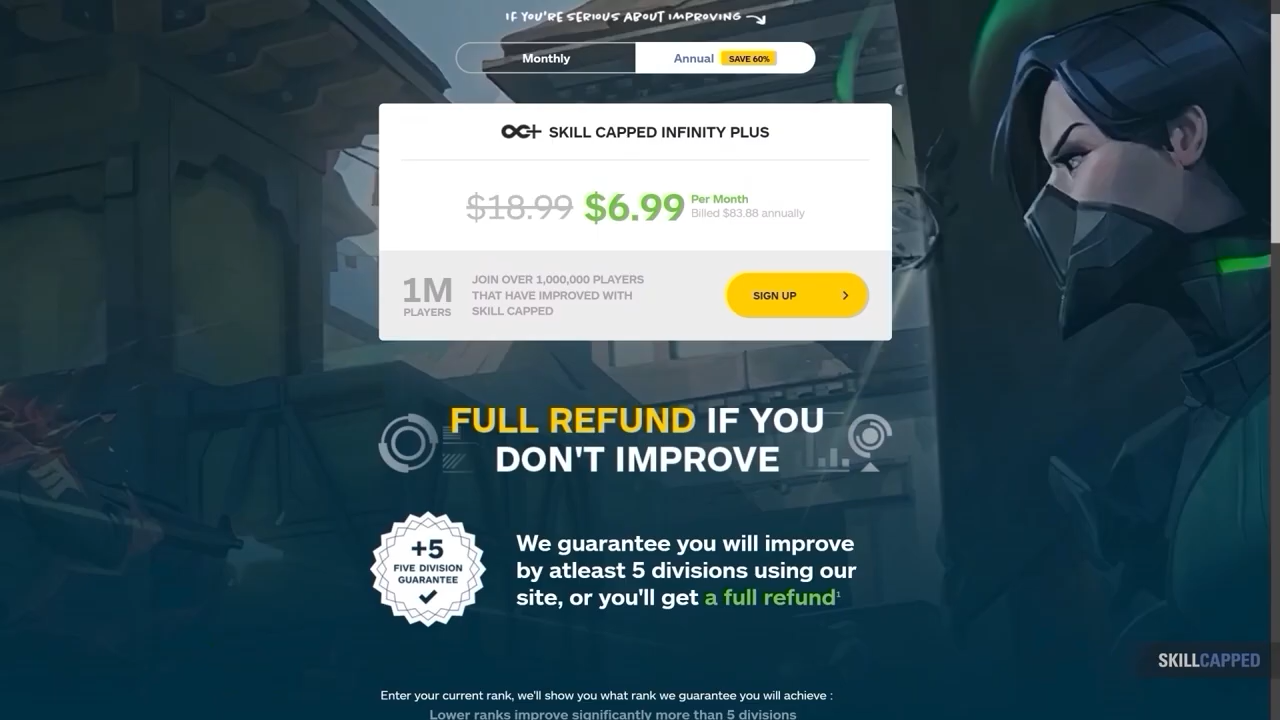 IF YOU'RE SERIOUS ABOUT IMPROVING
Monthly
Annual SAVE 60%
SKILL CAPPED INFINITY PLUS
$18.99 $6.99 Per Month
Billed $83.88 annually
1M
PLAYERS
JOIN OVER 1,000,000 PLAYERS
THAT HAVE IMPROVED WITH
SKILL CAPPED
SIGN UP
FULL REFUND IF YOU
DON'T IMPROVE
+5
FIVE DIVISION
GUARANTEE
We guarantee you will improve
by atleast 5 divisions using our
site, or you'll get a full refund¹
SKILLCAPPED
Enter your current rank, we'll show you what rank we guarantee you will achieve :
Lower ranks improve significantly more than 5 divisions